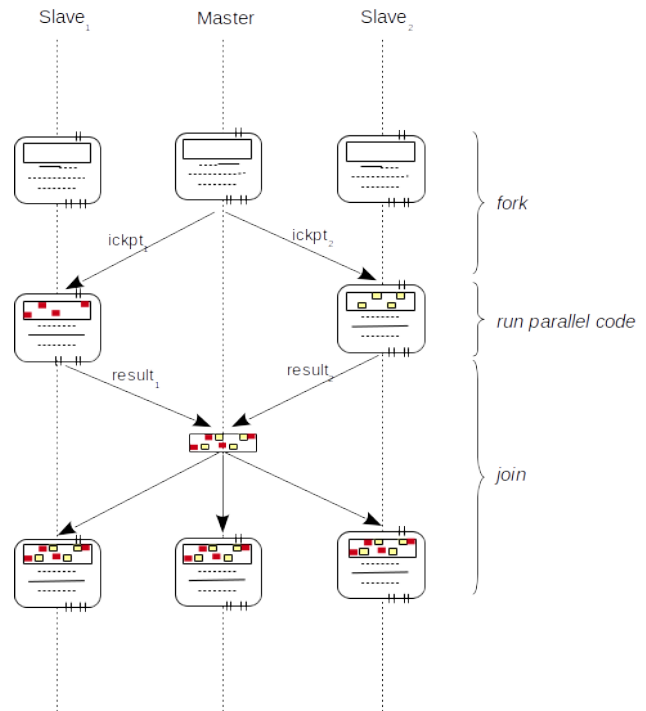 Slave₁
Master
Slave₂
fork
ickpt₁
ickpt₂
run parallel code
result₁
result₂
join